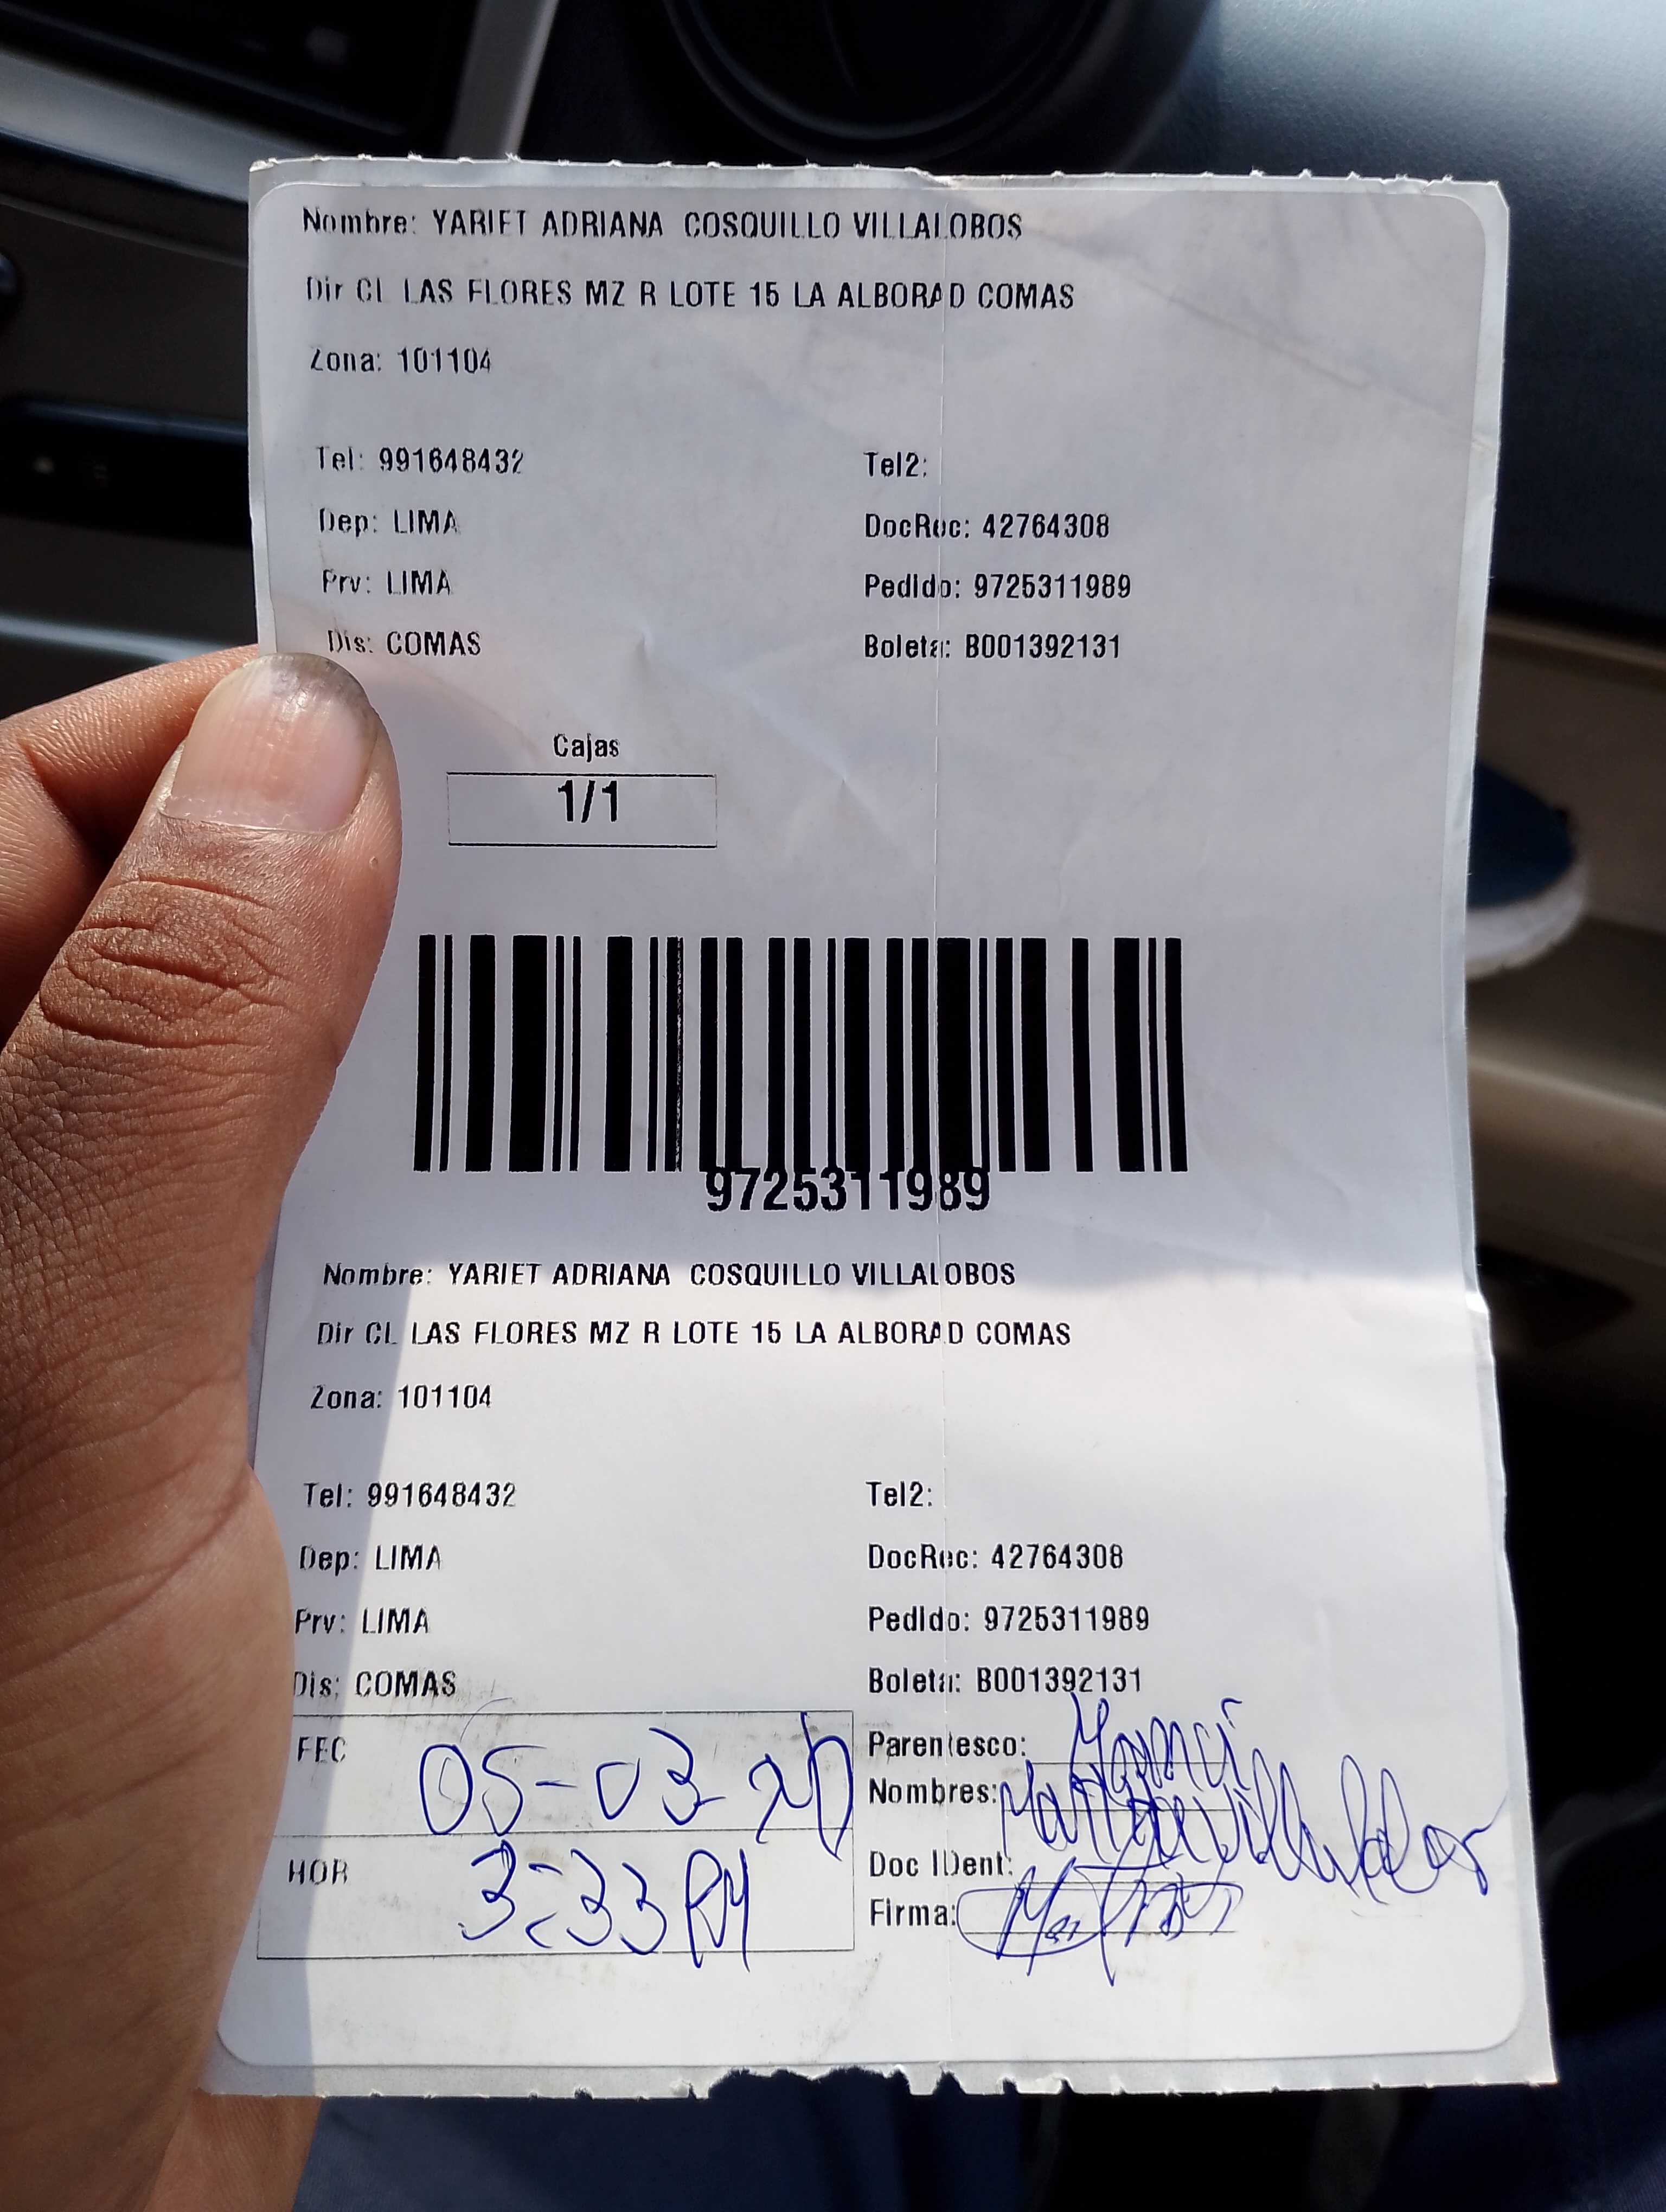 Nombre: YARIET ADRIANA COSQUILLO VILLALOBOS
Dir CL LAS FLORES MZ R LOTE 15 LA ALBORAD COMAS
Zona: 101104
Tel: 991648432 Tel2:
Dep: LIMA DocRec: 42764308
Prv: LIMA Pedido: 9725311989
Dis: COMAS Boleta: B001392131
Cajas
1/1
9725311989
Nombre: YARIET ADRIANA COSQUILLO VILLALOBOS
Dir CL LAS FLORES MZ R LOTE 15 LA ALBORAD COMAS
Zona: 101104
Tel: 991648432 Tel2:
Dep: LIMA DocRec: 42764308
Prv: LIMA Pedido: 9725311989
Dis: COMAS Boleta: B001392131
FEC 05-03-20 Parentesco:
Nombres:
HOR 3:33 PM Doc IDent:
Firma: